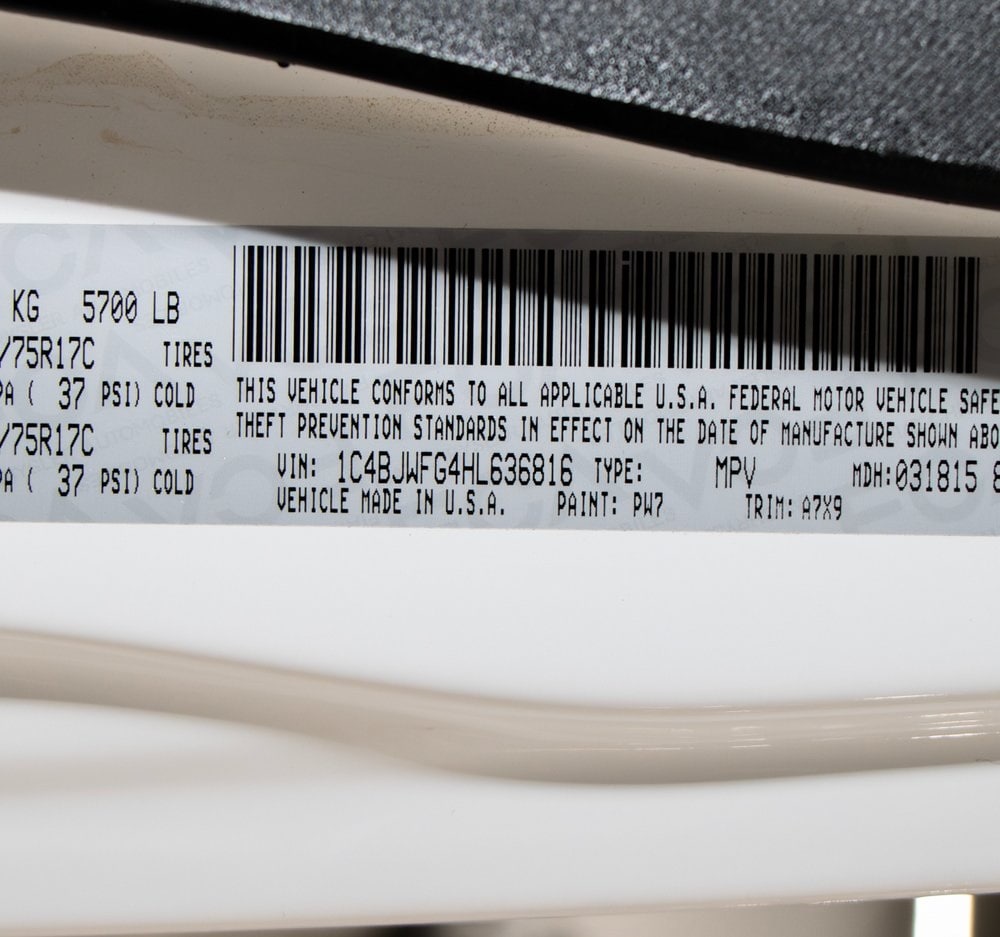 KG 5700 LB
/75R17C TIRES
PA ( 37 PSI) COLD
/75R17C TIRES
PA ( 37 PSI) COLD
THIS VEHICLE CONFORMS TO ALL APPLICABLE U.S.A. FEDERAL MOTOR VEHICLE SAFE
THEFT PREVENTION STANDARDS IN EFFECT ON THE DATE OF MANUFACTURE SHOWN ABO
VIN: 1C4BJWFG4HL636816 TYPE: MPV MDH:031815 8
VEHICLE MADE IN U.S.A. PAINT: PW7 TRIM: A7X9